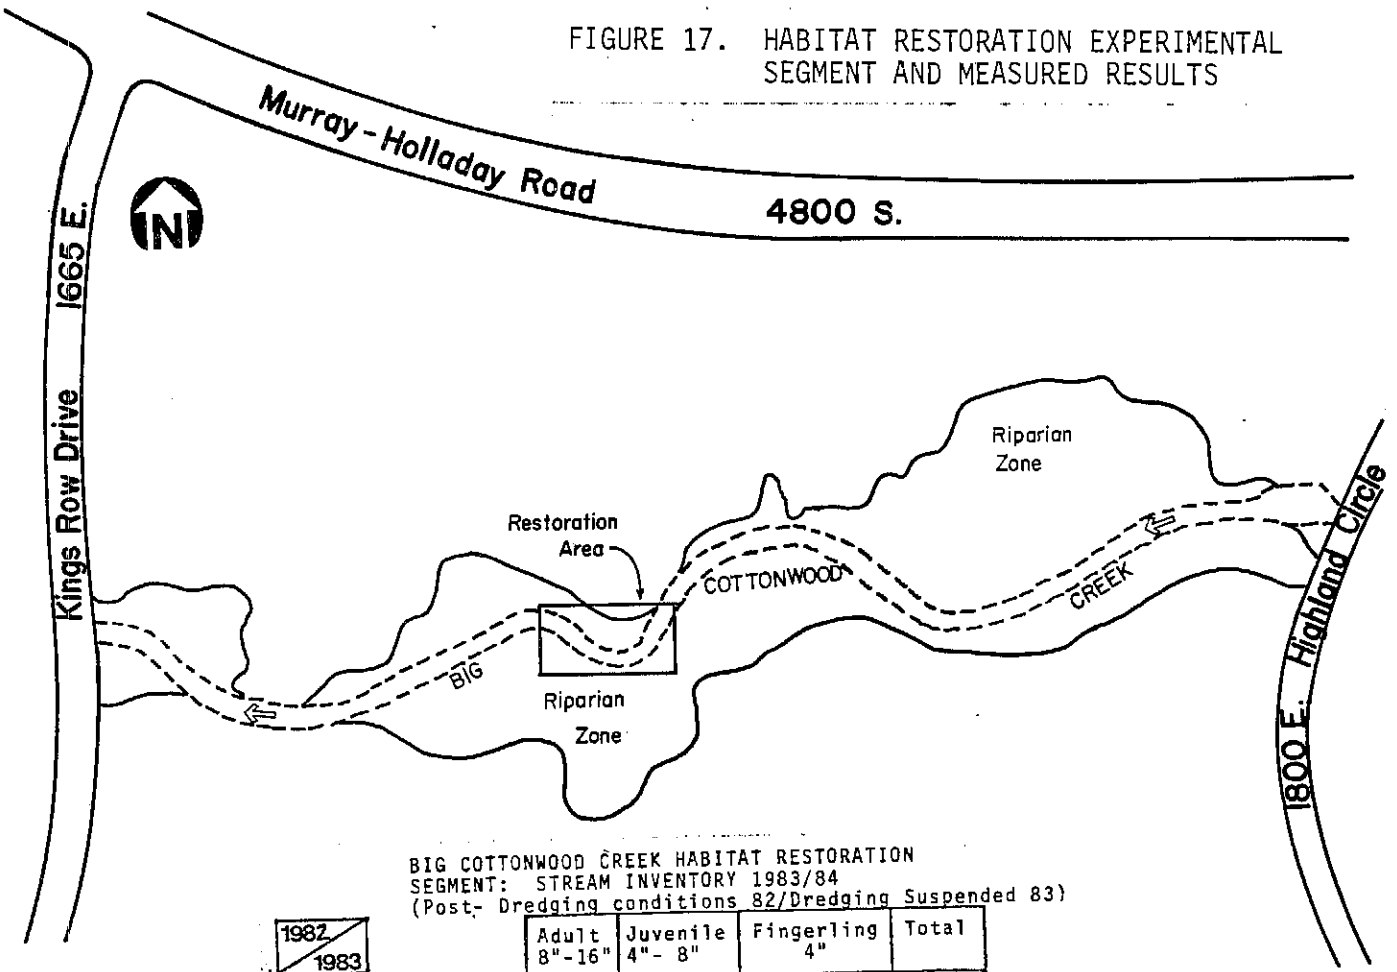 FIGURE 17. HABITAT RESTORATION EXPERIMENTAL
SEGMENT AND MEASURED RESULTS
Murray-Holladay Road
4800 S.
N
Kings Row Drive 1665 E.
Riparian
Zone
Restoration
Area
COTTONWOOD
CREEK
BIG
Riparian
Zone
1800 E. Highland Circle
BIG COTTONWOOD CREEK HABITAT RESTORATION
SEGMENT: STREAM INVENTORY 1983/84
(Post- Dredging conditions 82/Dredging Suspended 83)
1982
1983
Adult Juvenile Fingerling Total
8"-16" 4"- 8" 4"